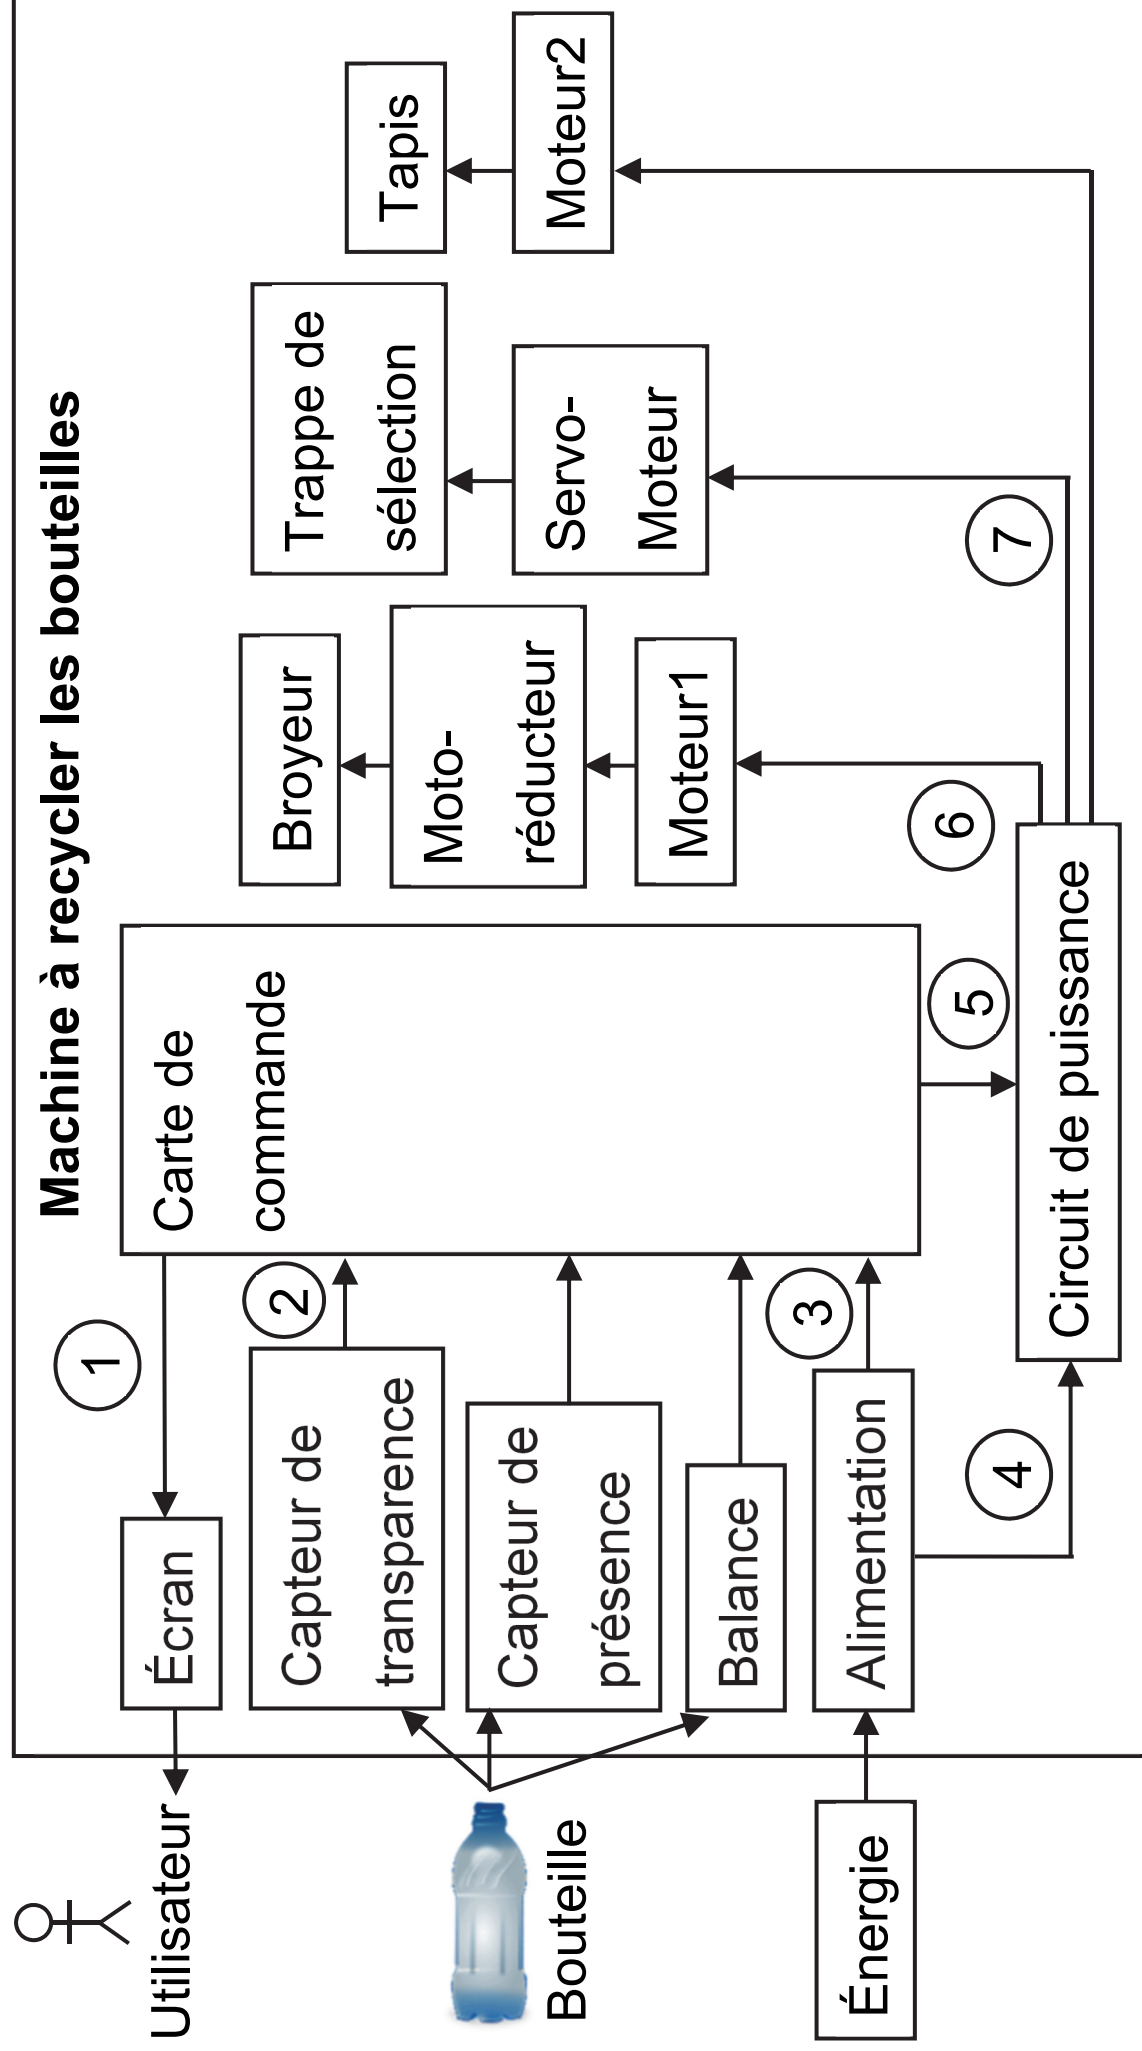 Machine à recycler les bouteilles
Utilisateur
Écran
1
Carte de
commande
Capteur de
transparence
2
Bouteille
Capteur de
présence
Balance
Énergie
Alimentation
3
4
5
Circuit de puissance
6
7
Broyeur
Moto-
réducteur
Moteur1
Trappe de
sélection
Servo-
Moteur
Tapis
Moteur2